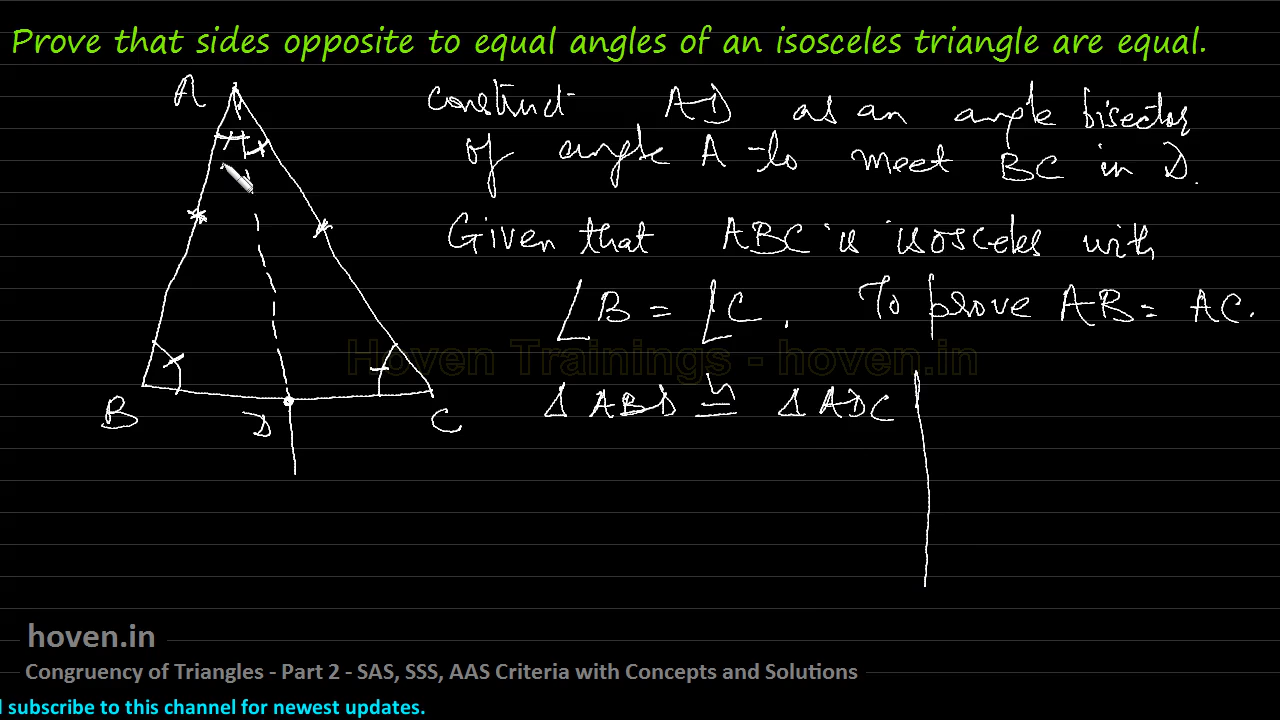 Prove that sides opposite to equal angles of an isosceles triangle are equal.
A
construct AD as an angle bisector
of angle A to meet BC in D.
Given that ABC is isosceles with
∠B = ∠C, To prove AB = AC.
Hoven Trainings - hoven.in
Δ ABD ≅ Δ ADC
B D C
hoven.in
Congruency of Triangles - Part 2 - SAS, SSS, AAS Criteria with Concepts and Solutions
subscribe to this channel for newest updates.